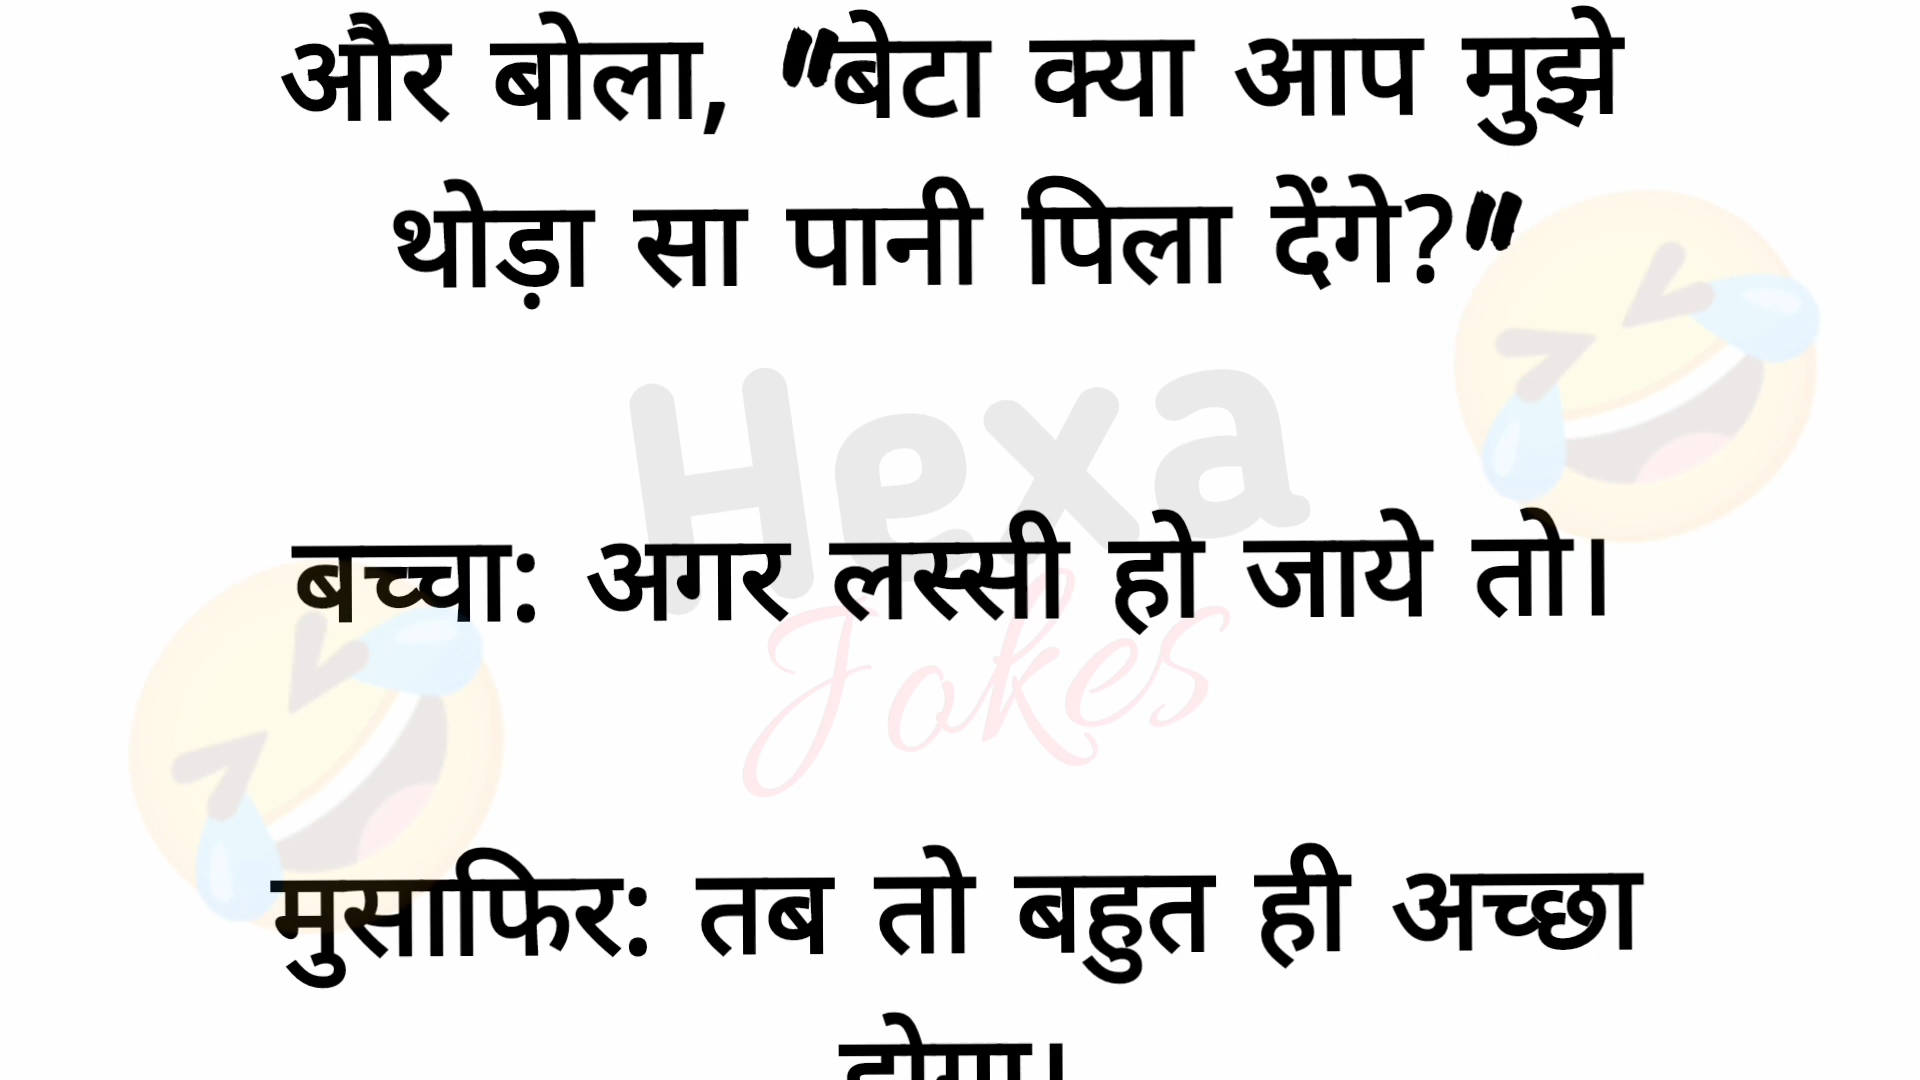 और बोला, "बेटा क्या आप मुझे
थोड़ा सा पानी पिला देंगे?"
Hexa
बच्चा: अगर लस्सी हो जाये तो।
Jokes
मुसाफिर: तब तो बहुत ही अच्छा